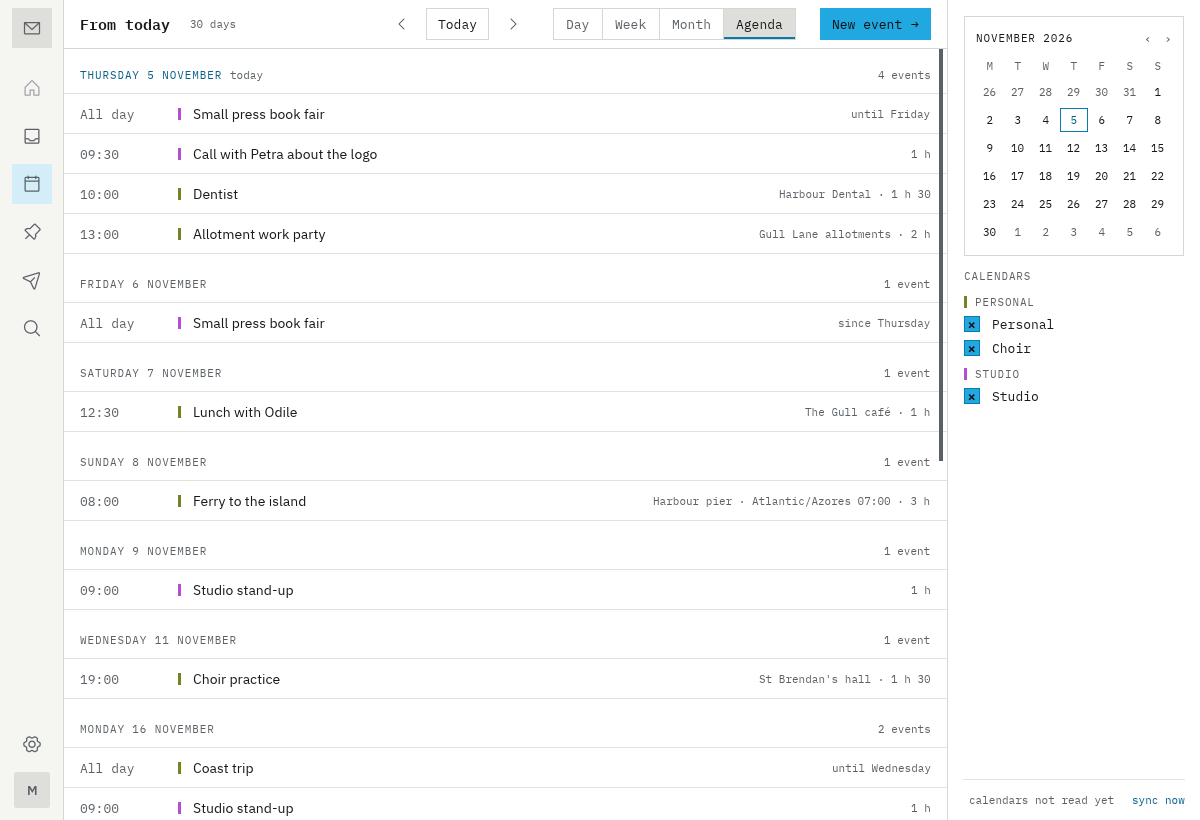 From today 30 days Today Day Week Month Agenda New event →
THURSDAY 5 NOVEMBER today 4 events
All day Small press book fair until Friday
09:30 Call with Petra about the logo 1 h
10:00 Dentist Harbour Dental · 1 h 30
13:00 Allotment work party Gull Lane allotments · 2 h
FRIDAY 6 NOVEMBER 1 event
All day Small press book fair since Thursday
SATURDAY 7 NOVEMBER 1 event
12:30 Lunch with Odile The Gull café · 1 h
SUNDAY 8 NOVEMBER 1 event
08:00 Ferry to the island Harbour pier · Atlantic/Azores 07:00 · 3 h
MONDAY 9 NOVEMBER 1 event
09:00 Studio stand-up 1 h
WEDNESDAY 11 NOVEMBER 1 event
19:00 Choir practice St Brendan's hall · 1 h 30
MONDAY 16 NOVEMBER 2 events
All day Coast trip until Wednesday
09:00 Studio stand-up 1 h
M
NOVEMBER 2026 ‹ ›
M T W T F S S
26 27 28 29 30 31 1
2 3 4 5 6 7 8
9 10 11 12 13 14 15
16 17 18 19 20 21 22
23 24 25 26 27 28 29
30 1 2 3 4 5 6
CALENDARS
PERSONAL
× Personal
× Choir
STUDIO
× Studio
calendars not read yet sync now